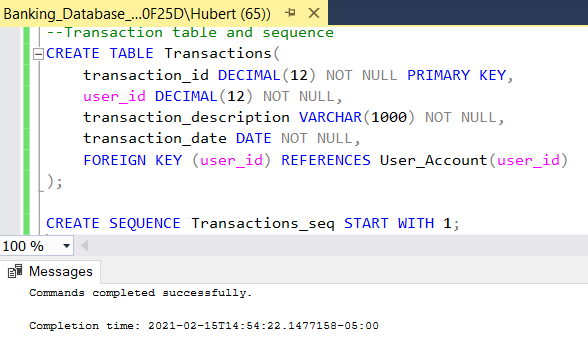 Banking_Database_...0F25D\Hubert (65))
--Transaction table and sequence
CREATE TABLE Transactions(
transaction_id DECIMAL(12) NOT NULL PRIMARY KEY,
user_id DECIMAL(12) NOT NULL,
transaction_description VARCHAR(1000) NOT NULL,
transaction_date DATE NOT NULL,
FOREIGN KEY (user_id) REFERENCES User_Account(user_id)
);
CREATE SEQUENCE Transactions_seq START WITH 1;
100 %
Messages
Commands completed successfully.
Completion time: 2021-02-15T14:54:22.1477158-05:00